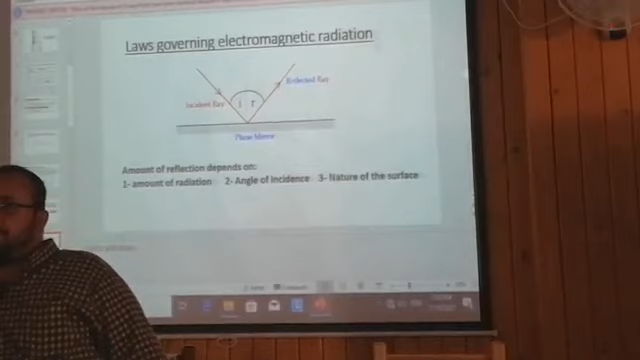 Laws governing electromagnetic radiation
Reflected Ray
Incident Ray
i r
Plane Mirror
Amount of reflection depends on:
1- amount of radiation 2- Angle of incidence 3- Nature of the surface